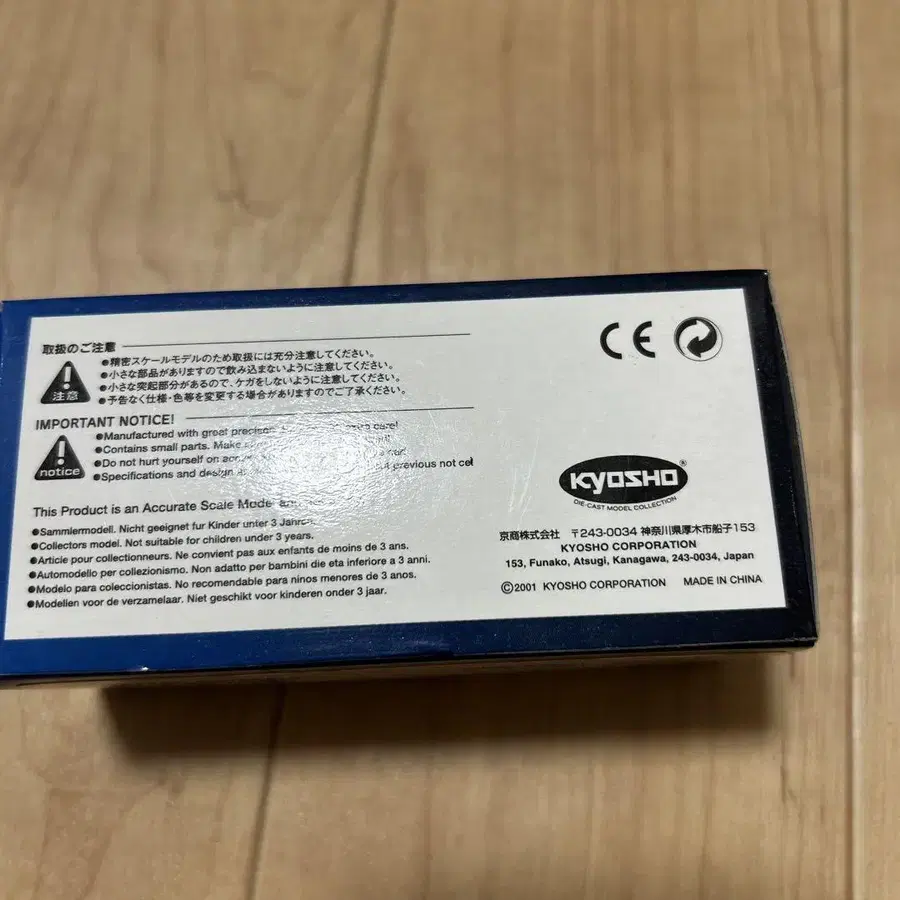 取扱のご注意
●精密スケールモデルのため取扱には充分注意してください。
●小さな部品がありますので飲み込まないように注意してください。
●小さな突起部分があるので、ケガをしないように注意してください。
●予告なく仕様・色等を変更する場合がありますのでご了承ください。
注意
IMPORTANT NOTICE!
●Manufactured with great care!
●Contains small parts. Make
●Do not hurt yourself on
●Specifications and design previous not
notice
This Product is an Accurate Scale Model
●Sammlermodell. Nicht geeignet fur Kinder unter 3 Jahren.
●Collectors model. Not suitable for children under 3 years.
●Article pour collectionneurs. Ne convient pas aux enfants de moins de 3 ans.
●Automodello per collezionismo. Non adatto per bambini die eta inferiore a 3 anni.
●Modelo para coleccionistas. No recomendable para ninos menores de 3 anos.
●Modellen voor de verzamelaar. Niet geschikt voor kinderen onder 3 jaar.
CE
KYOSHO®
DIE-CAST MODEL COLLECTION
京商株式会社 〒243-0034 神奈川県厚木市船子153
KYOSHO CORPORATION
153, Funako, Atsugi, Kanagawa, 243-0034, Japan
©2001 KYOSHO CORPORATION MADE IN CHINA